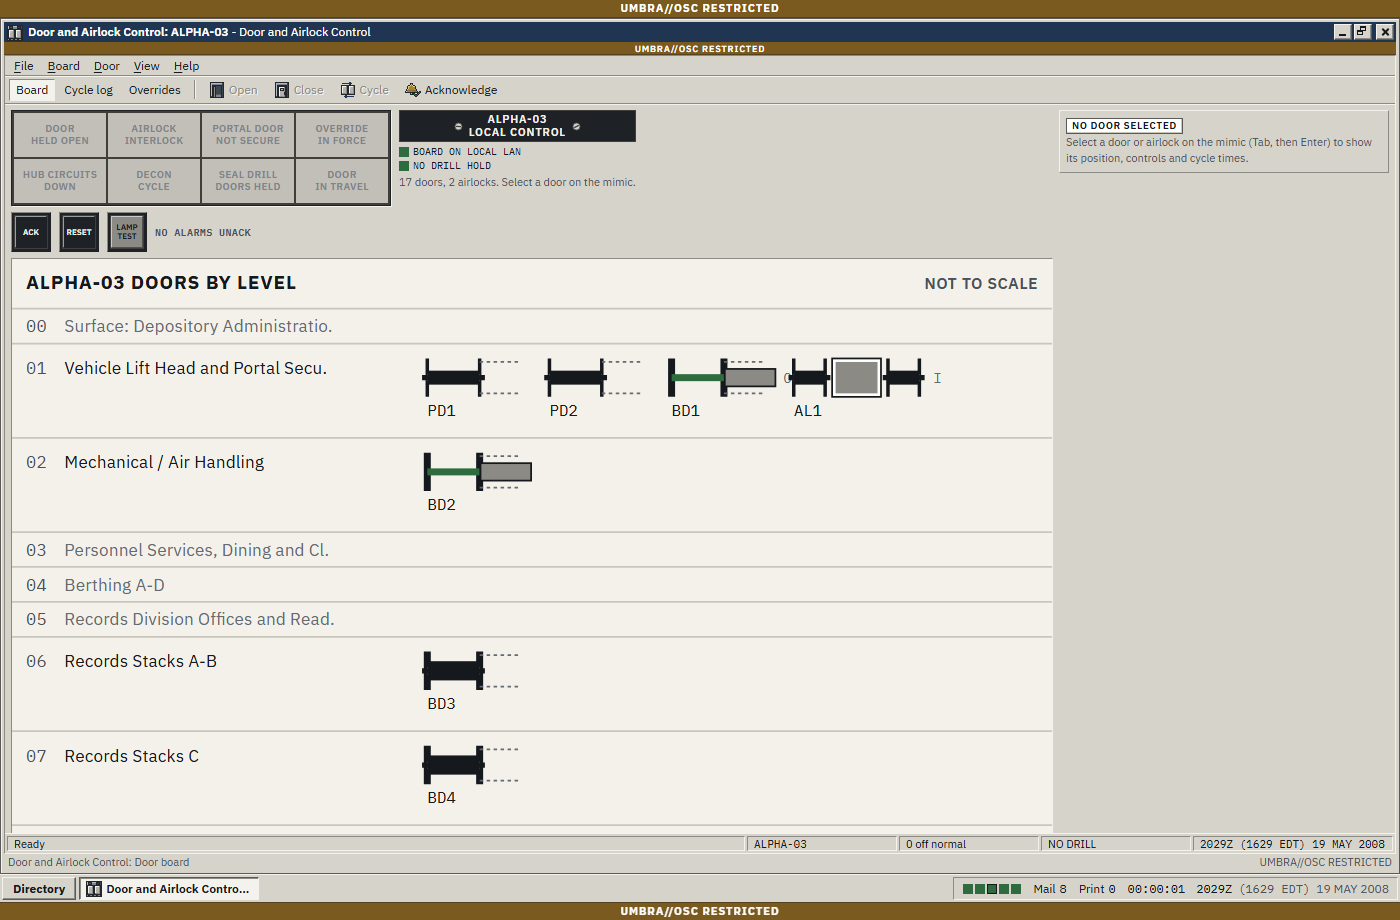 UMBRA//OSC RESTRICTED
Door and Airlock Control: ALPHA-03 - Door and Airlock Control
UMBRA//OSC RESTRICTED
File Board Door View Help
Board Cycle log Overrides Open Close Cycle Acknowledge
DOOR HELD OPEN
AIRLOCK INTERLOCK
PORTAL DOOR NOT SECURE
OVERRIDE IN FORCE
HUB CIRCUITS DOWN
DECON CYCLE
SEAL DRILL DOORS HELD
DOOR IN TRAVEL
ALPHA-03
LOCAL CONTROL
BOARD ON LOCAL LAN
NO DRILL HOLD
17 doors, 2 airlocks. Select a door on the mimic.
NO DOOR SELECTED
Select a door or airlock on the mimic (Tab, then Enter) to show
its position, controls and cycle times.
ACK RESET LAMP TEST NO ALARMS UNACK
ALPHA-03 DOORS BY LEVEL NOT TO SCALE
00 Surface: Depository Administratio.
01 Vehicle Lift Head and Portal Secu.
I
PD1 PD2 BD1 AL1
02 Mechanical / Air Handling
BD2
03 Personnel Services, Dining and Cl.
04 Berthing A-D
05 Records Division Offices and Read.
06 Records Stacks A-B
BD3
07 Records Stacks C
BD4
Ready ALPHA-03 0 off normal NO DRILL 2029Z (1629 EDT) 19 MAY 2008
Door and Airlock Control: Door board UMBRA//OSC RESTRICTED
Directory Door and Airlock Contro... Mail 8 Print 0 00:00:01 2029Z (1629 EDT) 19 MAY 2008
UMBRA//OSC RESTRICTED